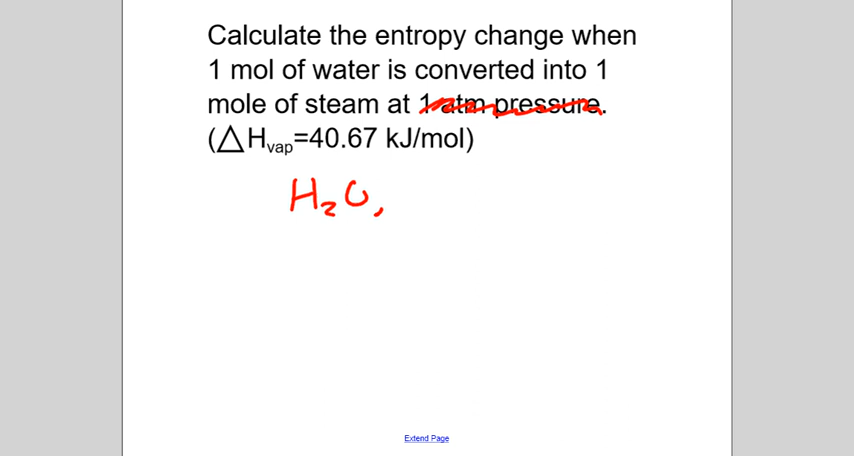 Calculate the entropy change when
1 mol of water is converted into 1
mole of steam at 1 atm pressure.
(△Hvap=40.67 kJ/mol)
H₂O,
Extend Page